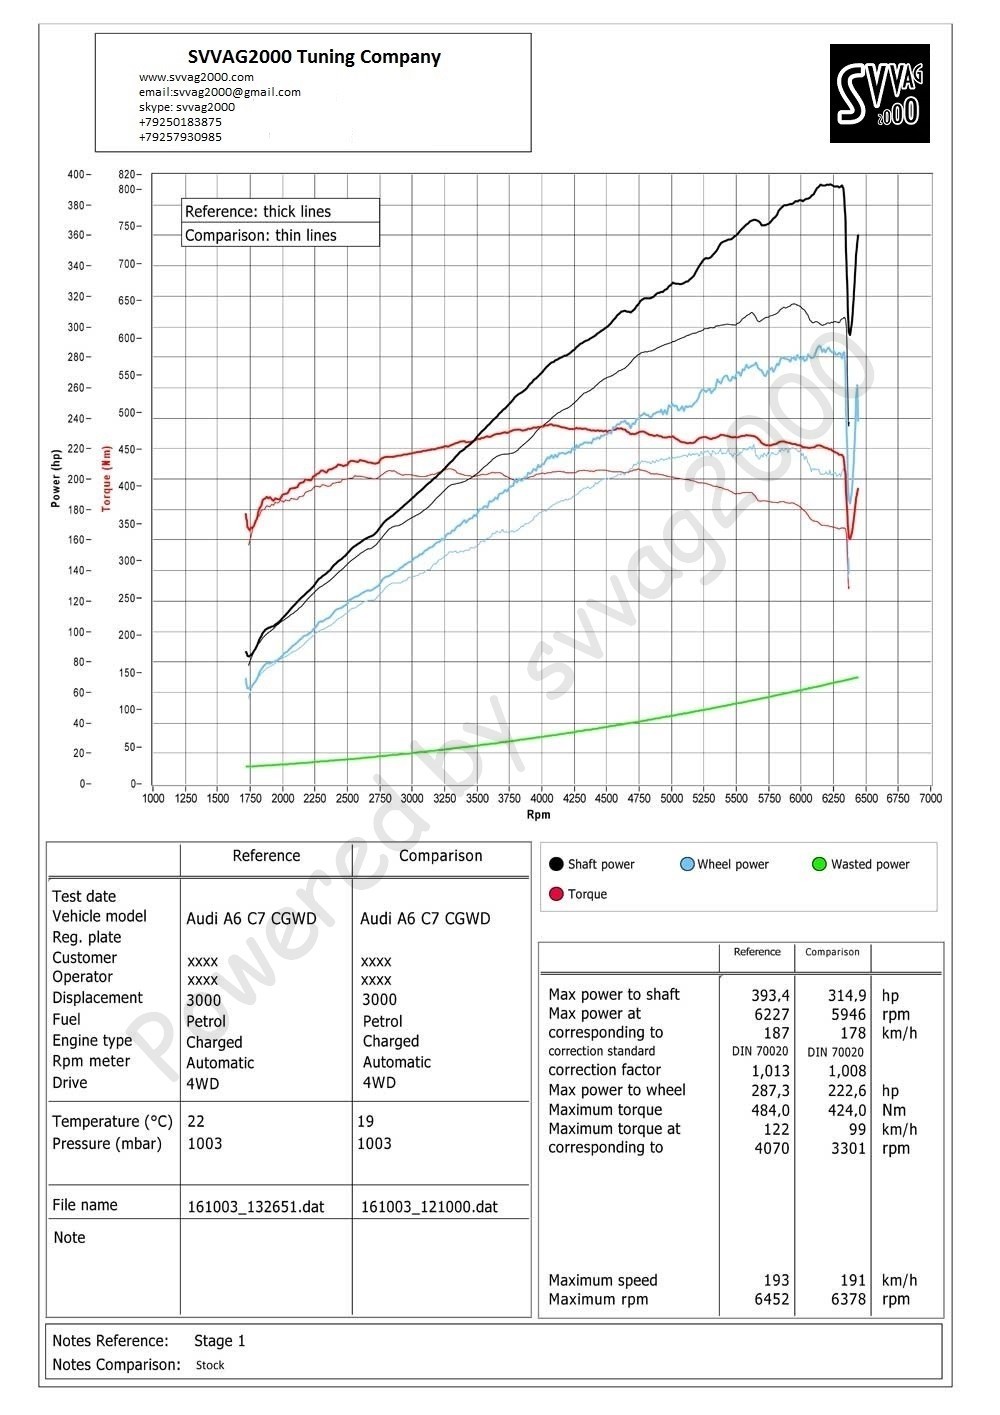 SVVAG2000 Tuning Company
www.svvag2000.com
email:svvag2000@gmail.com
skype: svvag2000
+79250183875
+79257930985
SVVAG
2000
Reference: thick lines
Comparison: thin lines
Power (hp)
400
380
360
340
320
300
280
260
240
220
200
180
160
140
120
100
80
60
40
20
0
Torque (Nm)
820
800
750
700
650
600
550
500
450
400
350
300
250
200
150
100
50
0
1000 1250 1500 1750 2000 2250 2500 2750 3000 3250 3500 3750 4000 4250 4500 4750 5000 5250 5500 5750 6000 6250 6500 6750 7000
Rpm
Powered by svvag2000
Reference Comparison
Test date
Vehicle model Audi A6 C7 CGWD Audi A6 C7 CGWD
Reg. plate
Customer xxxx xxxx
Operator xxxx xxxx
Displacement 3000 3000
Fuel Petrol Petrol
Engine type Charged Charged
Rpm meter Automatic Automatic
Drive 4WD 4WD
Temperature (°C) 22 19
Pressure (mbar) 1003 1003
File name 161003_132651.dat 161003_121000.dat
Note
Shaft power Wheel power Wasted power
Torque
Reference Comparison
Max power to shaft 393,4 314,9 hp
Max power at 6227 5946 rpm
corresponding to 187 178 km/h
correction standard DIN 70020 DIN 70020
correction factor 1,013 1,008
Max power to wheel 287,3 222,6 hp
Maximum torque 484,0 424,0 Nm
Maximum torque at 122 99 km/h
corresponding to 4070 3301 rpm
Maximum speed 193 191 km/h
Maximum rpm 6452 6378 rpm
Notes Reference: Stage 1
Notes Comparison: Stock